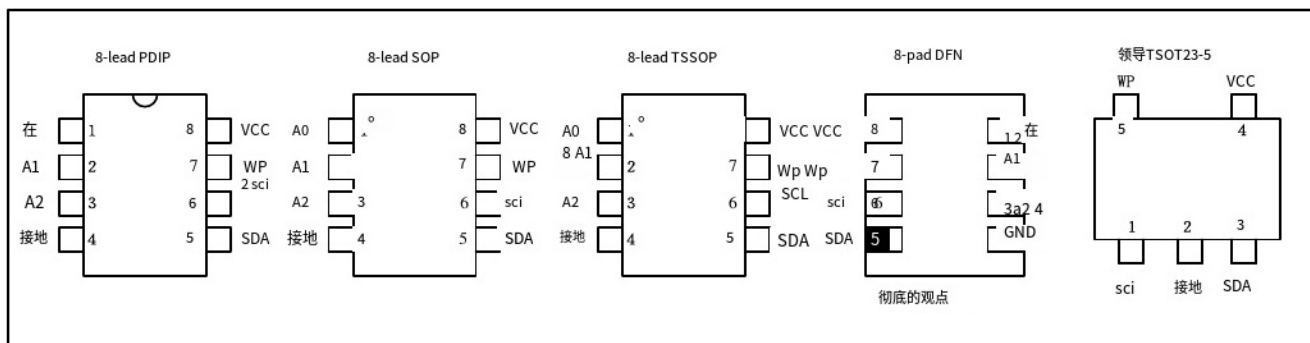 8-lead PDIP
8-lead SOP
8-lead TSSOP
8-pad DFN
领导TSOT23-5
在 1 8 VCC
A1 2 7 WP
2 sci
A2 3 6
接地 4 5 SDA
A0 8 VCC
A1 7 WP
A2 3 6 sci
接地 4 5 SDA
A0 VCC VCC
8 A1 2 7 Wp Wp
SCL
A2 3 6
接地 4 5 SDA
8 1 2 在
7 A1
sci 6 3a2 4
SDA 5 GND
彻底的观点
WP VCC
5 4
1 2 3
sci 接地 SDA